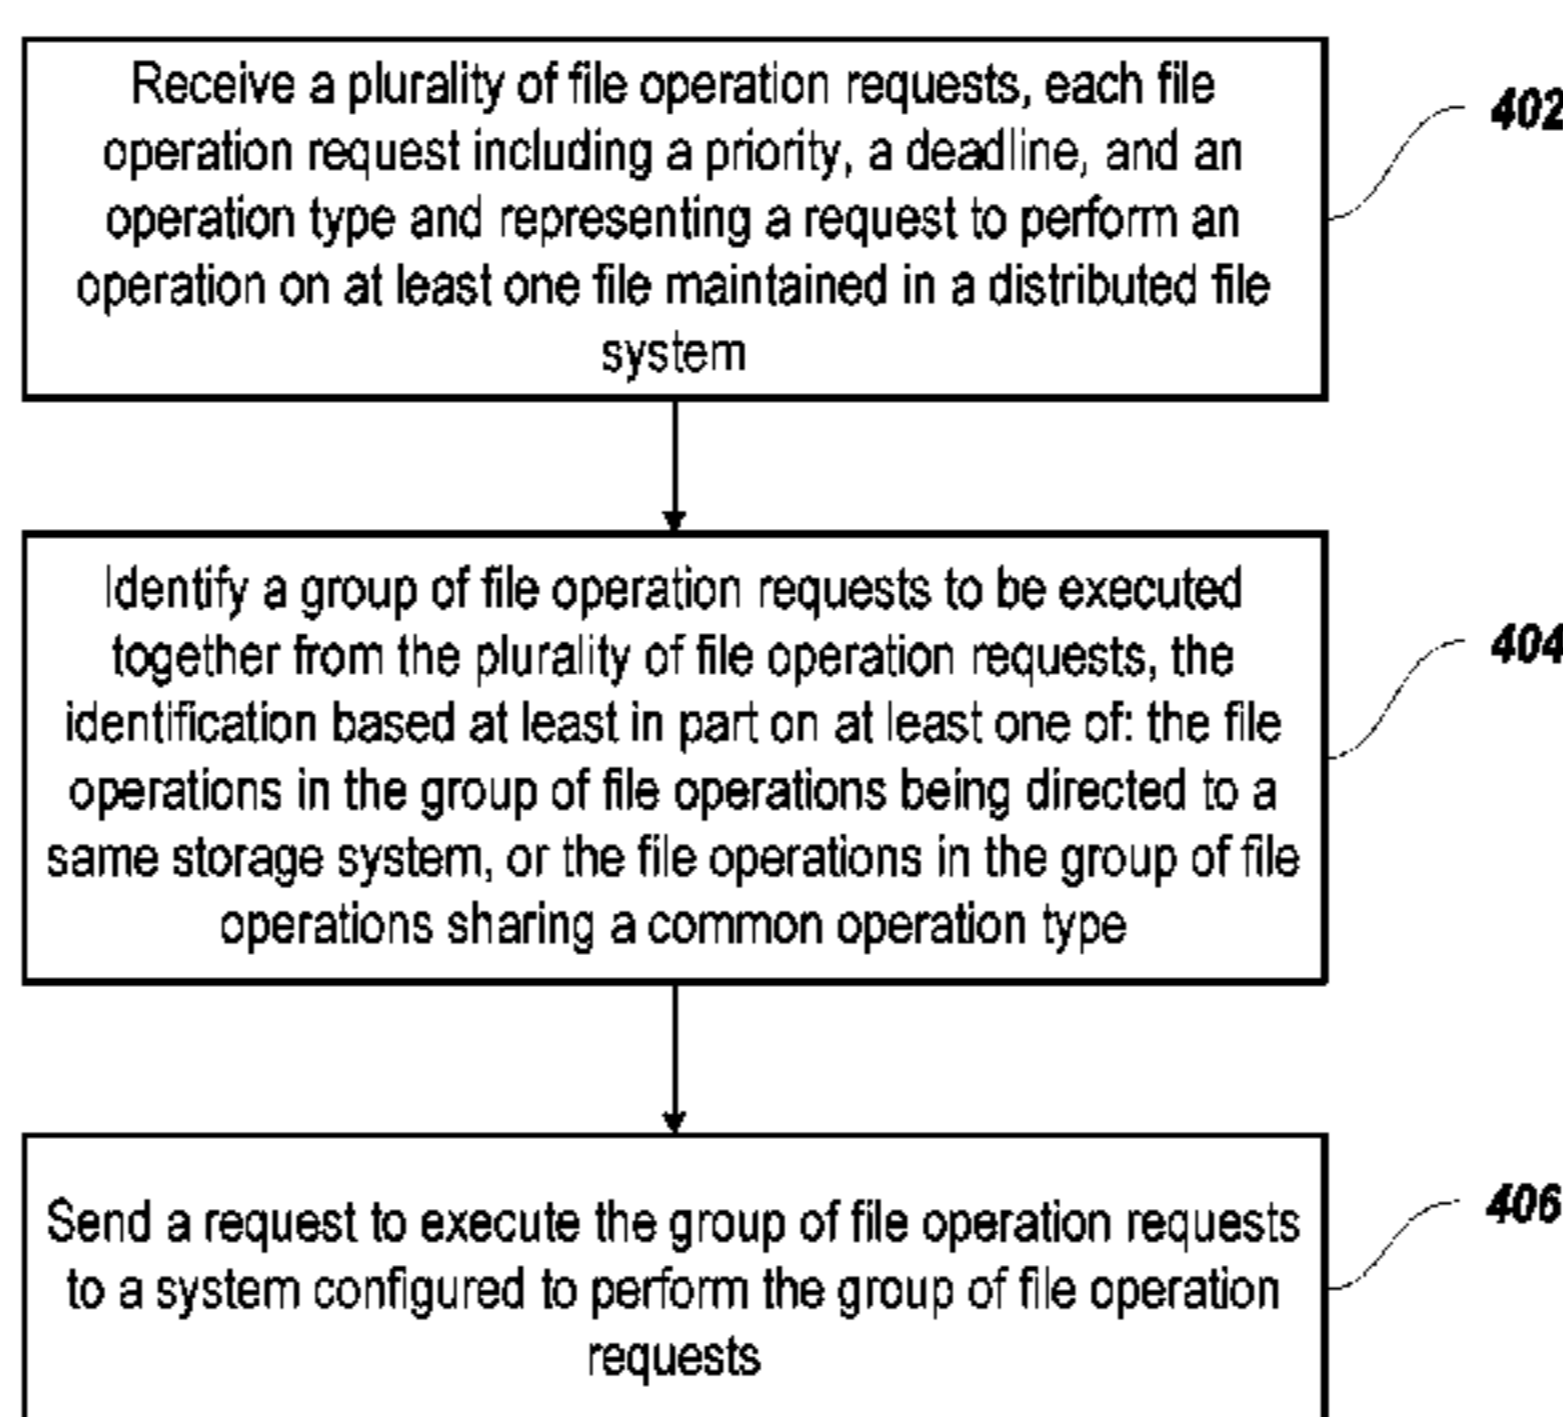 Receive a plurality of file operation requests, each file
operation request including a priority, a deadline, and an
operation type and representing a request to perform an
operation on at least one file maintained in a distributed file
system
402
Identify a group of file operation requests to be executed
together from the plurality of file operation requests, the
identification based at least in part on at least one of: the file
operations in the group of file operations being directed to a
same storage system, or the file operations in the group of file
operations sharing a common operation type
404
Send a request to execute the group of file operation requests
to a system configured to perform the group of file operation
requests
406